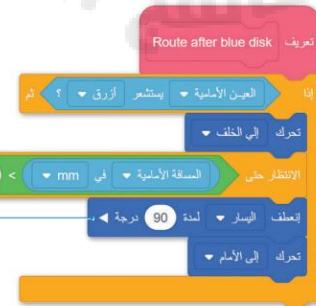 تعريف Route after blue disk
إذا العين الأمامية يستشعر أزرق ؟ ثم
تحرك إلي الخلف
الانتظار حتى المسافة الأمامية في mm >
إنعطف اليسار لمدة 90 درجة
تحرك إلى الأمام